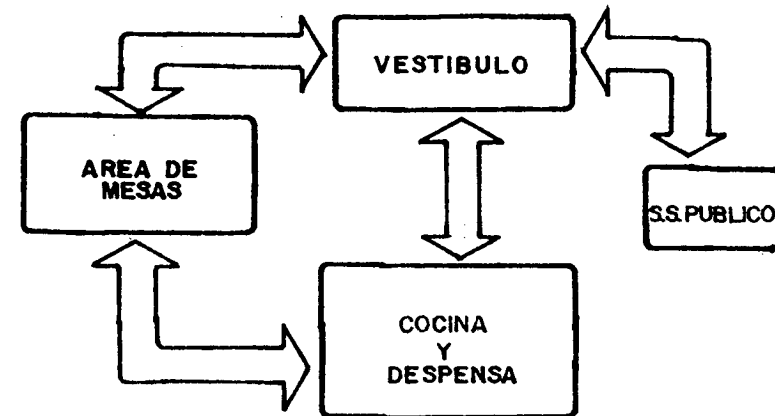 VESTIBULO
AREA DE
MESAS
S.S. PUBLICO
COCINA
Y
DESPENSA